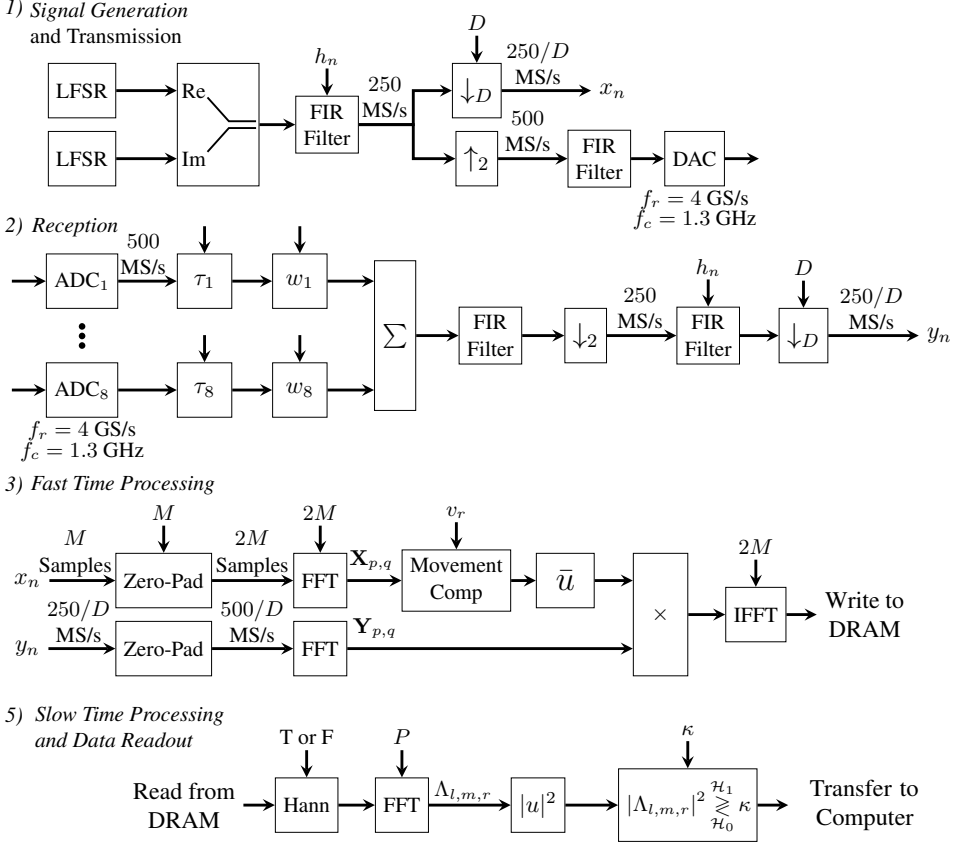 1) Signal Generation
and Transmission
LFSR
LFSR
Re
Im
h_n
FIR
Filter
250
MS/s
D
↓_D
250/D
MS/s
x_n
↑_2
500
MS/s
FIR
Filter
DAC
f_r = 4 GS/s
f_c = 1.3 GHz
2) Reception
ADC_1
500
MS/s
τ_1
w_1
ADC_8
τ_8
w_8
f_r = 4 GS/s
f_c = 1.3 GHz
∑
FIR
Filter
↓_2
250
MS/s
h_n
FIR
Filter
D
↓_D
250/D
MS/s
y_n
3) Fast Time Processing
x_n
M
Samples
M
Zero-Pad
2M
Samples
2M
FFT
X_{p,q}
v_r
Movement
Comp
ū
y_n
250/D
MS/s
Zero-Pad
500/D
MS/s
FFT
Y_{p,q}
×
2M
IFFT
Write to
DRAM
5) Slow Time Processing
and Data Readout
Read from
DRAM
T or F
Hann
P
FFT
Λ_{l,m,r}
|u|^2
κ
|Λ_{l,m,r}|^2 ≷^{H_1}_{H_0} κ
Transfer to
Computer